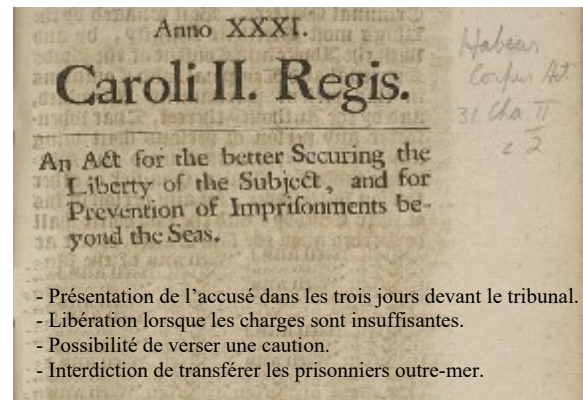 Anno XXXI.
Caroli II. Regis.
An Act for the better Securing the
Liberty of the Subject, and for
Prevention of Impriſonments be-
yond the Seas.
Habeas
Corpus Act
31 Cha II
c 2
- Présentation de l’accusé dans les trois jours devant le tribunal.
- Libération lorsque les charges sont insuffisantes.
- Possibilité de verser une caution.
- Interdiction de transférer les prisonniers outre-mer.